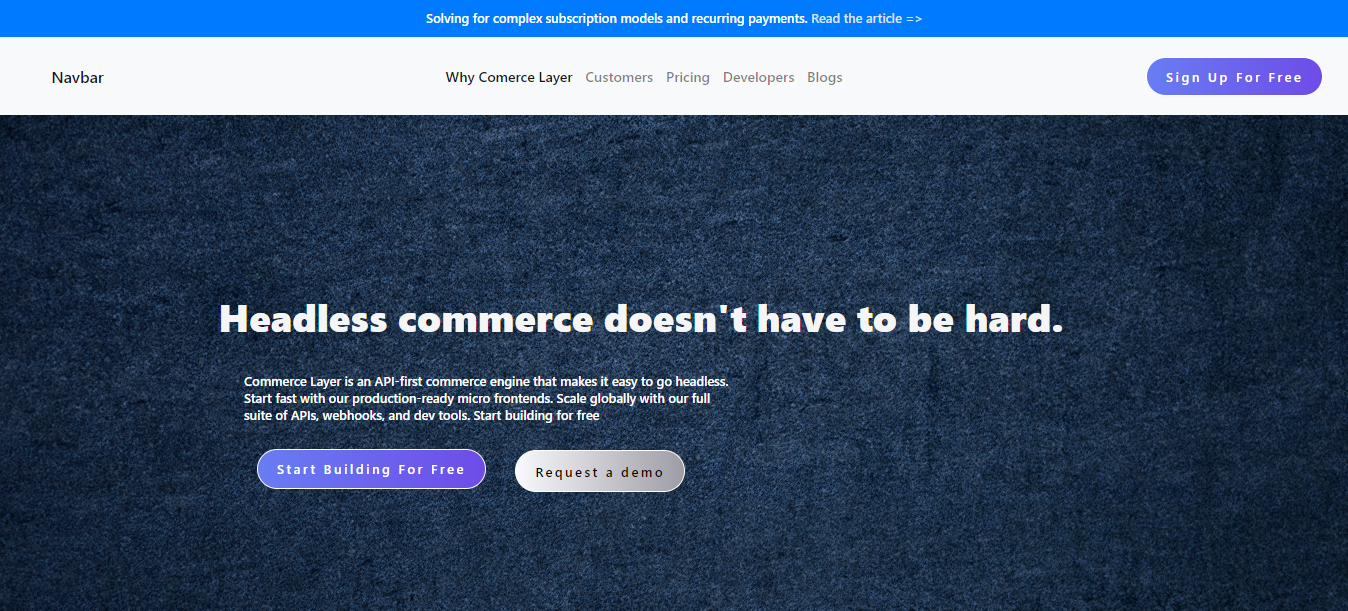 Solving for complex subscription models and recurring payments. Read the article =>
Navbar
Why Comerce Layer Customers Pricing Developers Blogs
Sign Up For Free
Headless commerce doesn't have to be hard.
Commerce Layer is an API-first commerce engine that makes it easy to go headless.
Start fast with our production-ready micro frontends. Scale globally with our full
suite of APIs, webhooks, and dev tools. Start building for free
Start Building For Free
Request a demo